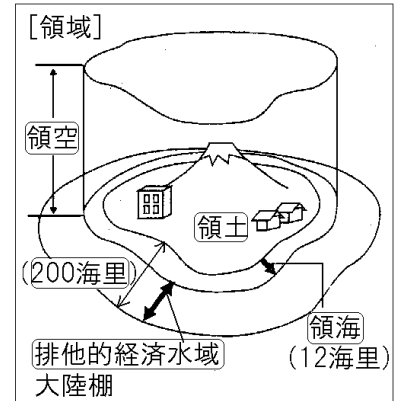 [領域]
領空
領土
(200海里)
領海
(12海里)
排他的経済水域
大陸棚